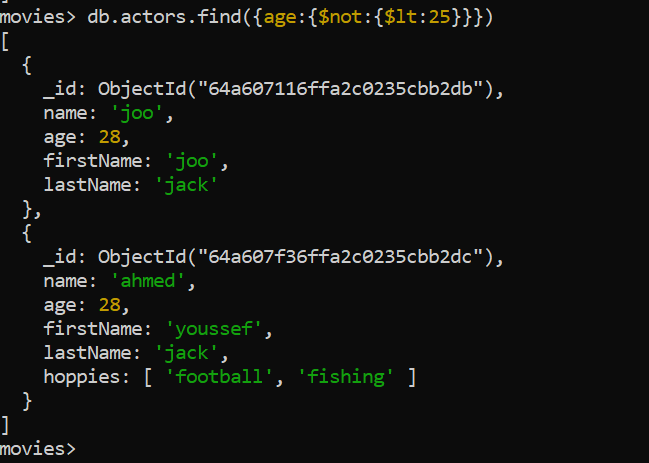 ]
movies> db.actors.find({age:{$not:{$lt:25}}})
[
  {
    _id: ObjectId("64a607116ffa2c0235cbb2db"),
    name: 'joo',
    age: 28,
    firstName: 'joo',
    lastName: 'jack'
  },
  {
    _id: ObjectId("64a607f36ffa2c0235cbb2dc"),
    name: 'ahmed',
    age: 28,
    firstName: 'youssef',
    lastName: 'jack',
    hoppies: [ 'football', 'fishing' ]
  }
]
movies>